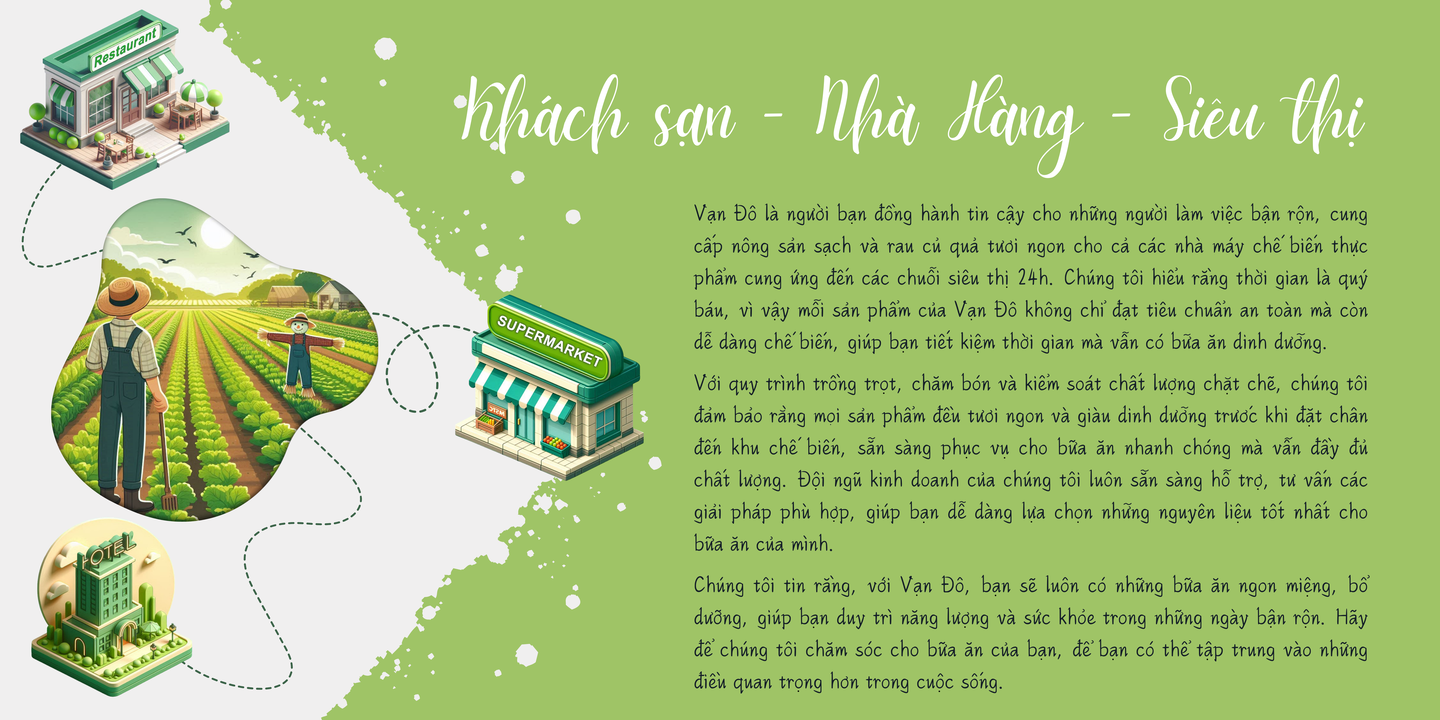 Restaurant
Khách sạn - Nhà Hàng - Siêu thị
Vạn Đô là người bạn đồng hành tin cậy cho những người làm việc bận rộn, cung
cấp nông sản sạch và rau củ quả tươi ngon cho cả các nhà máy chế biến thực
phẩm cung ứng đến các chuỗi siêu thị 24h. Chúng tôi hiểu rằng thời gian là quý
báu, vì vậy mỗi sản phẩm của Vạn Đô không chỉ đạt tiêu chuẩn an toàn mà còn
dễ dàng chế biến, giúp bạn tiết kiệm thời gian mà vẫn có bữa ăn dinh dưỡng.
Với quy trình trồng trọt, chăm bón và kiểm soát chất lượng chặt chẽ, chúng tôi
đảm bảo rằng mọi sản phẩm đều tươi ngon và giàu dinh dưỡng trước khi đặt chân
đến khu chế biến, sẵn sàng phục vụ cho bữa ăn nhanh chóng mà vẫn đầy đủ
chất lượng. Đội ngũ kinh doanh của chúng tôi luôn sẵn sàng hỗ trợ, tư vấn các
giải pháp phù hợp, giúp bạn dễ dàng lựa chọn những nguyên liệu tốt nhất cho
bữa ăn của mình.
Chúng tôi tin rằng, với Vạn Đô, bạn sẽ luôn có những bữa ăn ngon miệng, bổ
dưỡng, giúp bạn duy trì năng lượng và sức khỏe trong những ngày bận rộn. Hãy
để chúng tôi chăm sóc cho bữa ăn của bạn, để bạn có thể tập trung vào những
điều quan trọng hơn trong cuộc sống.
SUPERMARKET
HOTEL